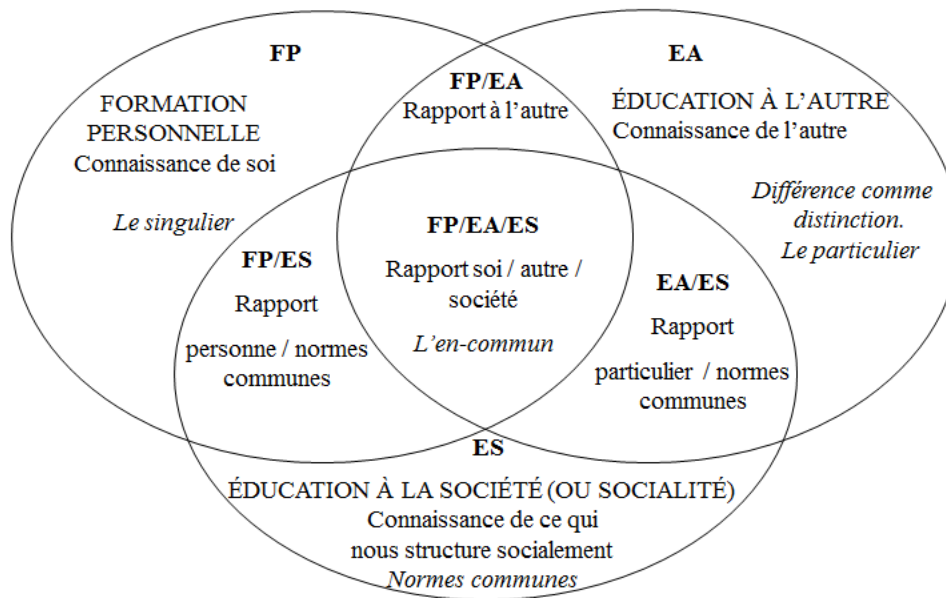 FP
FORMATION
PERSONNELLE
Connaissance de soi
Le singulier
FP/EA
Rapport à l’autre
EA
ÉDUCATION À L’AUTRE
Connaissance de l’autre
Différence comme
distinction.
Le particulier
FP/ES
Rapport
personne / normes
communes
FP/EA/ES
Rapport soi / autre /
société
L’en-commun
EA/ES
Rapport
particulier / normes
communes
ES
ÉDUCATION À LA SOCIÉTÉ (OU SOCIALITÉ)
Connaissance de ce qui
nous structure socialement
Normes communes